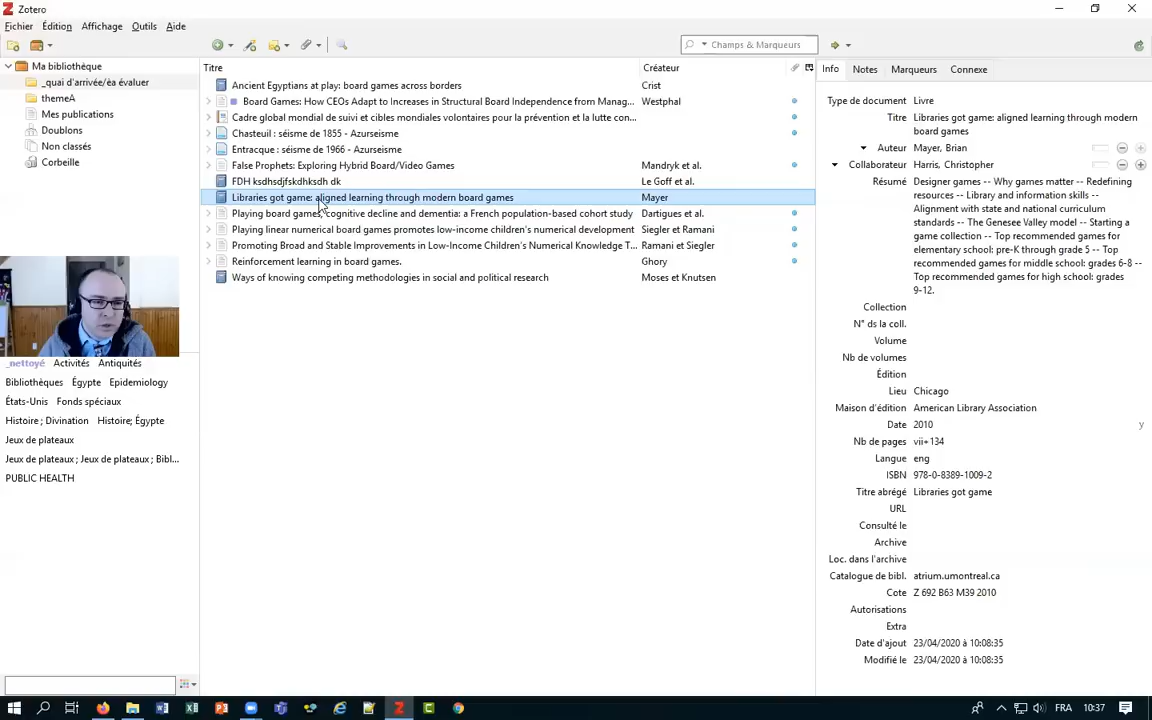 Zotero
Fichier Édition Affichage Outils Aide
Champs & Marqueurs
Ma bibliothèque
_quai d'arrivée/èa évaluer
themeA
Mes publications
Doublons
Non classés
Corbeille
Titre Créateur
Ancient Egyptians at play: board games across borders Crist
Board Games: How CEOs Adapt to Increases in Structural Board Independence from Manag... Westphal
Cadre global mondial de suivi et cibles mondiales volontaires pour la prévention et la lutte con...
Chasteuil : séisme de 1855 - Azurseisme
Entracque : séisme de 1966 - Azurseisme
False Prophets: Exploring Hybrid Board/Video Games Mandryk et al.
FDH ksdhsdjfskdhksdh dk Le Goff et al.
Libraries got game: aligned learning through modern board games Mayer
Playing board games, cognitive decline and dementia: a French population-based cohort study Dartigues et al.
Playing linear numerical board games promotes low-income children's numerical development Siegler et Ramani
Promoting Broad and Stable Improvements in Low-Income Children's Numerical Knowledge T... Ramani et Siegler
Reinforcement learning in board games. Ghory
Ways of knowing competing methodologies in social and political research Moses et Knutsen
_nettoyé Activités Antiquités
Bibliothèques Égypte Epidemiology
États-Unis Fonds spéciaux
Histoire ; Divination Histoire; Égypte
Jeux de plateaux
Jeux de plateaux ; Jeux de plateaux ; Bibl...
PUBLIC HEALTH
Info Notes Marqueurs Connexe
Type de document Livre
Titre Libraries got game: aligned learning through modern
board games
Auteur Mayer, Brian
Collaborateur Harris, Christopher
Résumé Designer games -- Why games matter -- Redefining
resources -- Library and information skills --
Alignment with state and national curriculum
standards -- The Genesee Valley model -- Starting a
game collection -- Top recommended games for
elementary school: pre-K through grade 5 -- Top
recommended games for middle school: grades 6-8 --
Top recommended games for high school: grades
9-12.
Collection
N° ds la coll.
Volume
Nb de volumes
Édition
Lieu Chicago
Maison d'édition American Library Association
Date 2010 y
Nb de pages vii+134
Langue eng
ISBN 978-0-8389-1009-2
Titre abrégé Libraries got game
URL
Consulté le
Archive
Loc. dans l'archive
Catalogue de bibl. atrium.umontreal.ca
Cote Z 692 B63 M39 2010
Autorisations
Extra
Date d'ajout 23/04/2020 à 10:08:35
Modifié le 23/04/2020 à 10:08:35
FRA 10:37